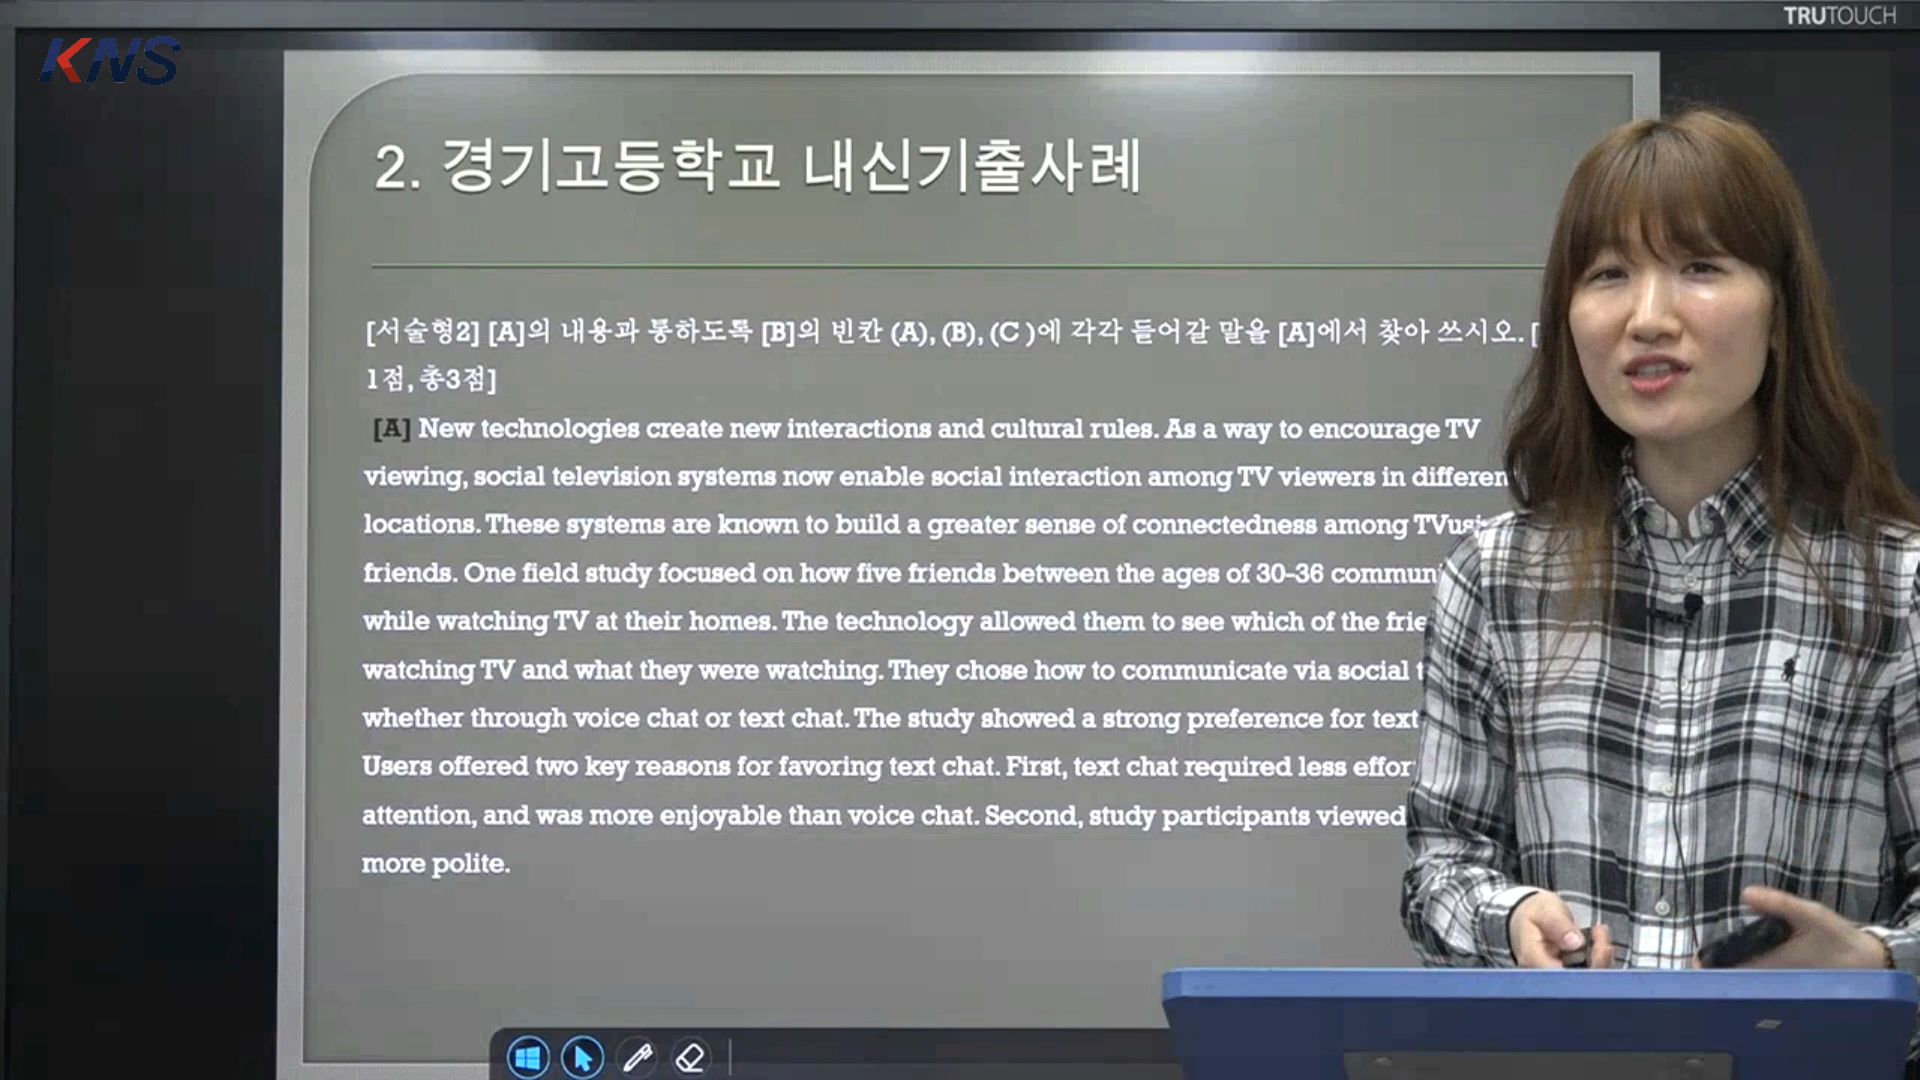 TRUTOUCH
KNS
2. 경기고등학교 내신기출사례
[서술형2] [A]의 내용과 통하도록 [B]의 빈칸 (A), (B), (C )에 각각 들어갈 말을 [A]에서 찾아 쓰시오. [
1점, 총3점]
[A] New technologies create new interactions and cultural rules. As a way to encourage TV
viewing, social television systems now enable social interaction among TV viewers in
locations. These systems are known to build a greater sense of connectedness among
friends. One field study focused on how five friends between the ages of 30-36
while watching TV at their homes. The technology allowed them to see which of the
watching TV and what they were watching. They chose how to communicate via social
whether through voice chat or text chat. The study showed a strong preference for text
Users offered two key reasons for favoring text chat. First, text chat required less
attention, and was more enjoyable than voice chat. Second, study participants viewed
more polite.